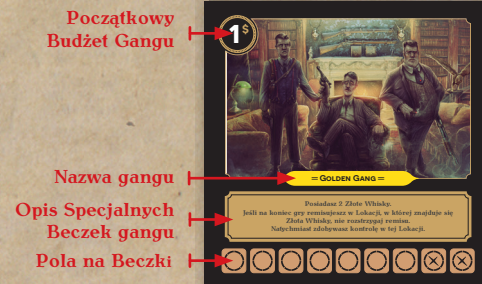 Początkowy
Budżet Gangu
1$
Nazwa gangu
= GOLDEN GANG =
Opis Specjalnych
Beczek gangu
Posiadasz 2 Złote Whisky.
Jeśli na koniec gry remisujesz w Lokacji, w której znajduje się
Złota Whisky, nie rozstrzygaj remisu.
Natychmiast zdobywasz kontrolę w tej Lokacji.
Pola na Beczki